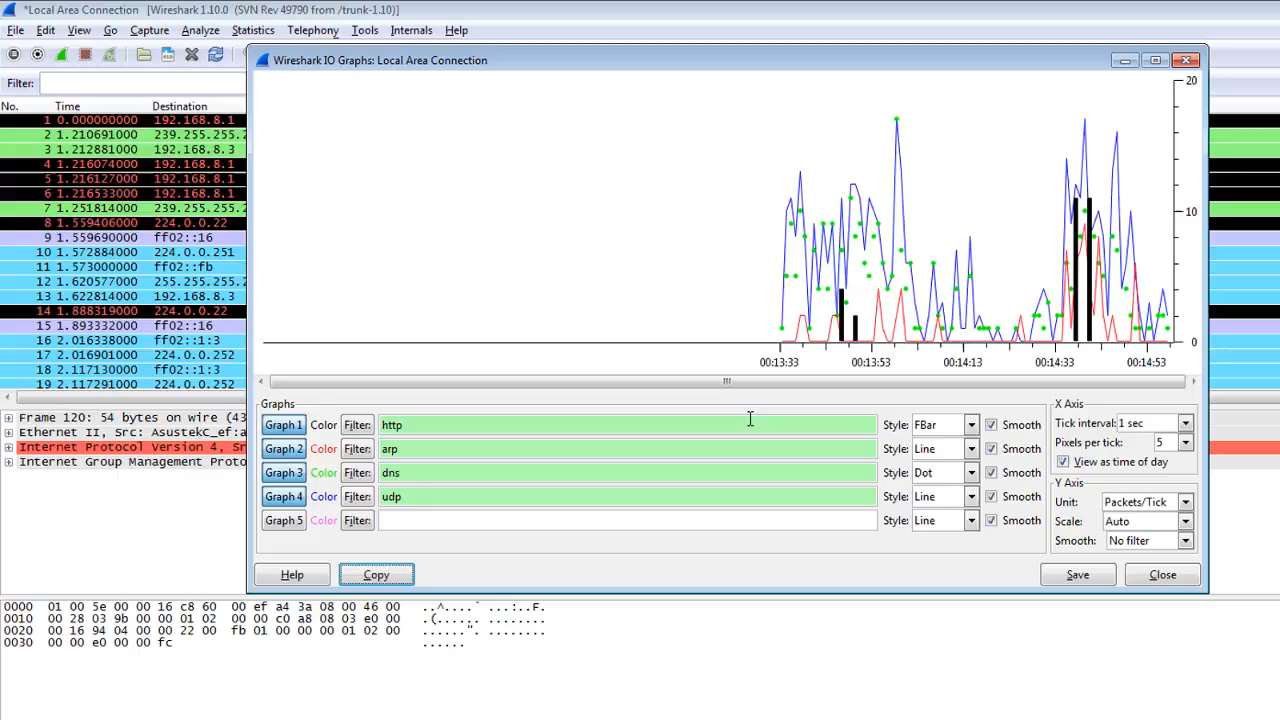 *Local Area Connection   [Wireshark 1.10.0  (SVN Rev 49790 from /trunk-1.10)]
File Edit View Go Capture Analyze Statistics Telephony Tools Internals Help
Filter:
No. Time Destination
1 0.000000000 192.168.8.1
2 1.210691000 239.255.255.2
3 1.212881000 192.168.8.3
4 1.216074000 192.168.8.1
5 1.216127000 192.168.8.1
6 1.216533000 192.168.8.1
7 1.251814000 239.255.255.2
8 1.559406000 224.0.0.22
9 1.559690000 ff02::16
10 1.572884000 224.0.0.251
11 1.573000000 ff02::fb
12 1.620577000 255.255.255.2
13 1.622814000 192.168.8.3
14 1.888319000 224.0.0.22
15 1.893332000 ff02::16
16 2.016338000 ff02::1:3
17 2.016901000 224.0.0.252
18 2.117130000 ff02::1:3
19 2.117291000 224.0.0.252
Frame 120: 54 bytes on wire (43
Ethernet II, Src: AsustekC_ef:a
Internet Protocol Version 4, Sr
Internet Group Management Proto
Wireshark IO Graphs: Local Area Connection
20
10
0
00:13:33 00:13:53 00:14:13 00:14:33 00:14:53
Graphs
Graph 1 Color Filter: http Style: FBar Smooth
Graph 2 Color Filter: arp Style: Line Smooth
Graph 3 Color Filter: dns Style: Dot Smooth
Graph 4 Color Filter: udp Style: Line Smooth
Graph 5 Color Filter: Style: Line Smooth
X Axis
Tick interval: 1 sec
Pixels per tick: 5
View as time of day
Y Axis
Unit: Packets/Tick
Scale: Auto
Smooth: No filter
Help Copy Save Close
0000 01 00 5e 00 00 16 c8 60 00 ef a4 3a 08 00 46 00 ..^....` ...:..F.
0010 00 28 03 9b 00 00 01 02 00 00 c0 a8 08 03 e0 00 .(...... ........
0020 00 16 94 04 00 00 22 00 fb 01 00 00 00 01 02 00 ......". ........
0030 00 00 e0 00 00 fc ......